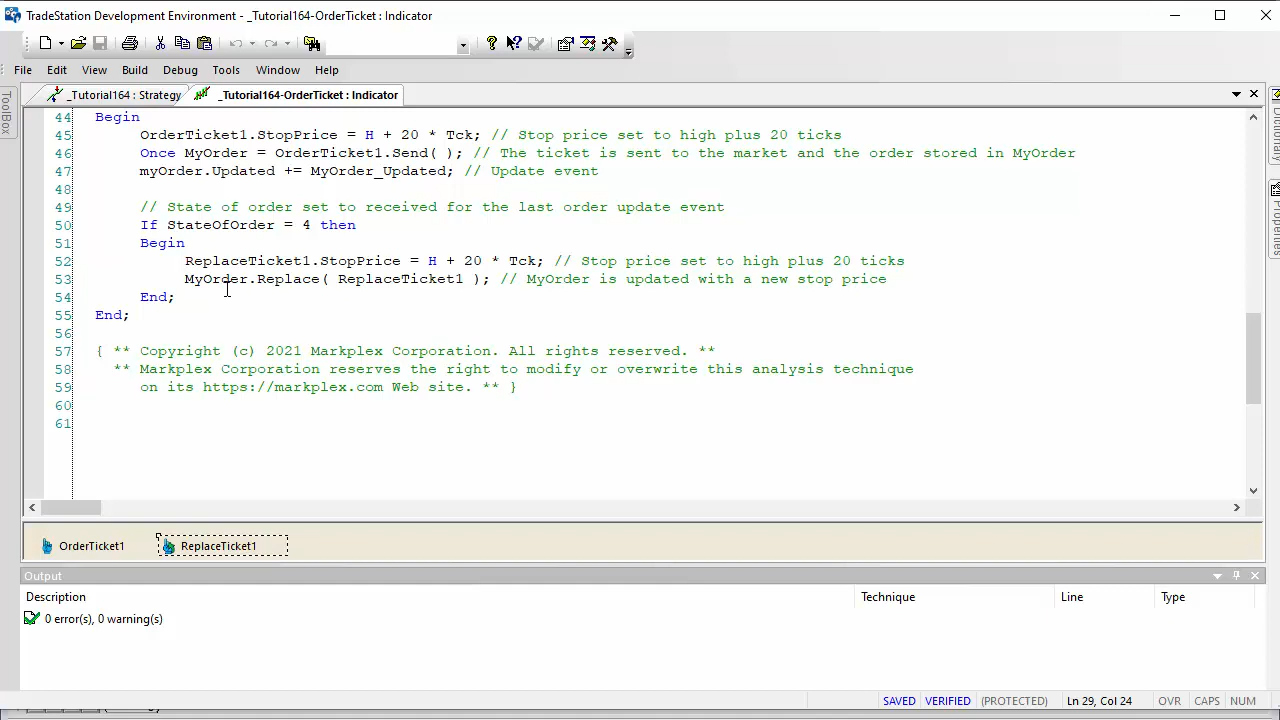 TradeStation Development Environment - _Tutorial164-OrderTicket : Indicator
File Edit View Build Debug Tools Window Help
ToolBox
_Tutorial164 : Strategy
_Tutorial164-OrderTicket : Indicator
Dictionary
Properties
44 Begin
45 OrderTicket1.StopPrice = H + 20 * Tck; // Stop price set to high plus 20 ticks
46 Once MyOrder = OrderTicket1.Send( ); // The ticket is sent to the market and the order stored in MyOrder
47 myOrder.Updated += MyOrder_Updated; // Update event
48
49 // State of order set to received for the last order update event
50 If StateOfOrder = 4 then
51 Begin
52 ReplaceTicket1.StopPrice = H + 20 * Tck; // Stop price set to high plus 20 ticks
53 MyOrder.Replace( ReplaceTicket1 ); // MyOrder is updated with a new stop price
54 End;
55 End;
56
57 { ** Copyright (c) 2021 Markplex Corporation. All rights reserved. **
58 ** Markplex Corporation reserves the right to modify or overwrite this analysis technique
59 on its https://markplex.com Web site. ** }
60
61
OrderTicket1 ReplaceTicket1
Output
Description Technique Line Type
0 error(s), 0 warning(s)
SAVED VERIFIED (PROTECTED) Ln 29, Col 24 OVR CAPS NUM